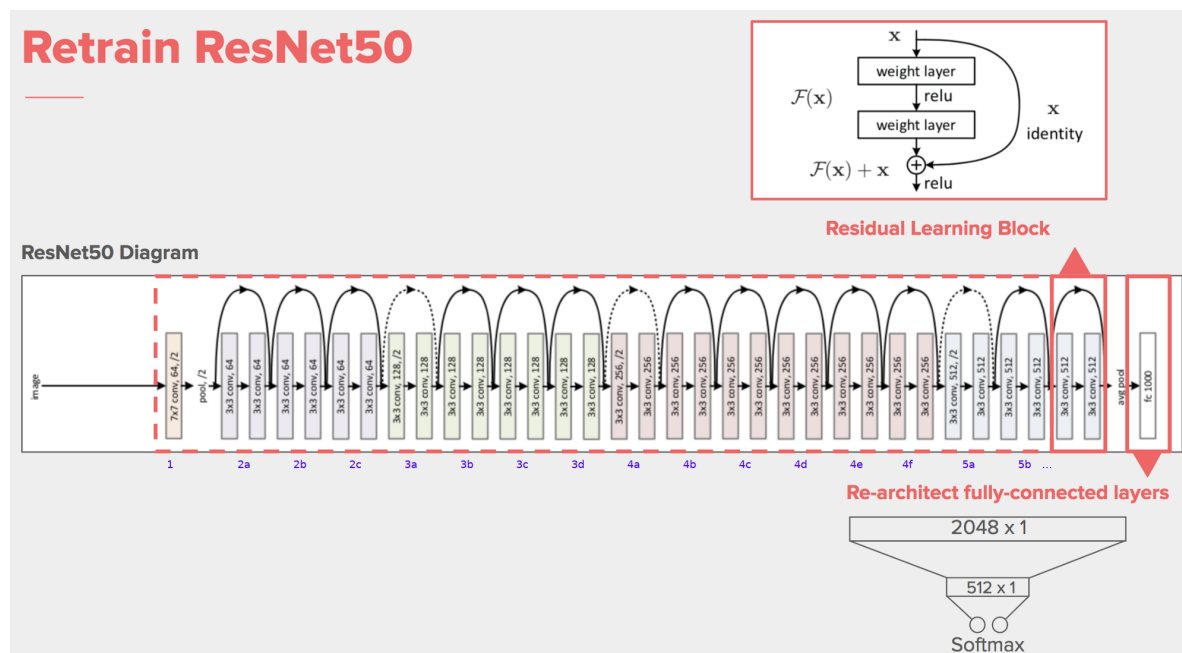 Retrain ResNet50
x
weight layer
relu
F(x)
weight layer
x
identity
F(x) + x
relu
Residual Learning Block
ResNet50 Diagram
image
7x7 conv, 64, /2
pool, /2
3x3 conv, 64
3x3 conv, 64
3x3 conv, 64
3x3 conv, 64
3x3 conv, 64
3x3 conv, 64
3x3 conv, 128, /2
3x3 conv, 128
3x3 conv, 128
3x3 conv, 128
3x3 conv, 128
3x3 conv, 128
3x3 conv, 128
3x3 conv, 128
3x3 conv, 256, /2
3x3 conv, 256
3x3 conv, 256
3x3 conv, 256
3x3 conv, 256
3x3 conv, 256
3x3 conv, 256
3x3 conv, 256
3x3 conv, 256
3x3 conv, 256
3x3 conv, 256
3x3 conv, 256
3x3 conv, 512, /2
3x3 conv, 512
3x3 conv, 512
3x3 conv, 512
3x3 conv, 512
3x3 conv, 512
avg pool
fc 1000
1 2a 2b 2c 3a 3b 3c 3d 4a 4b 4c 4d 4e 4f 5a 5b ...
Re-architect fully-connected layers
2048 x 1
512 x 1
Softmax